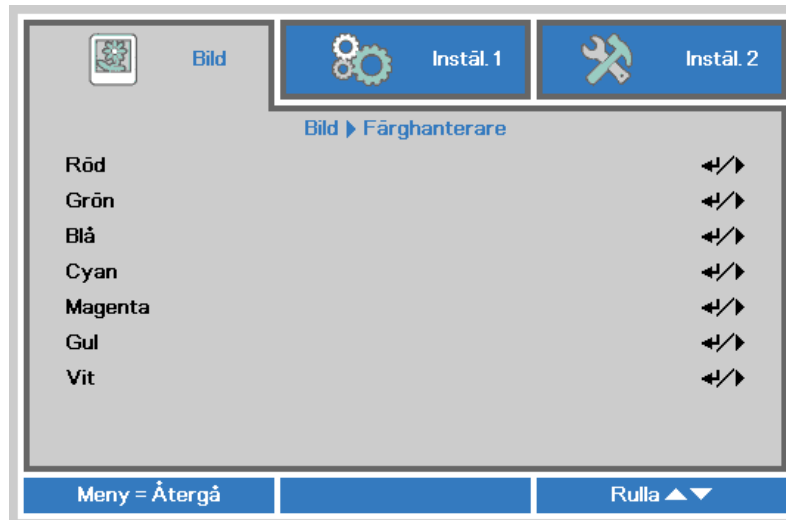 Bild Instäl. 1 Instäl. 2
Bild ▶ Färghanterare
Röd ↵/▶
Grön ↵/▶
Blå ↵/▶
Cyan ↵/▶
Magenta ↵/▶
Gul ↵/▶
Vit ↵/▶
Meny = Återgå Rulla ▲▼